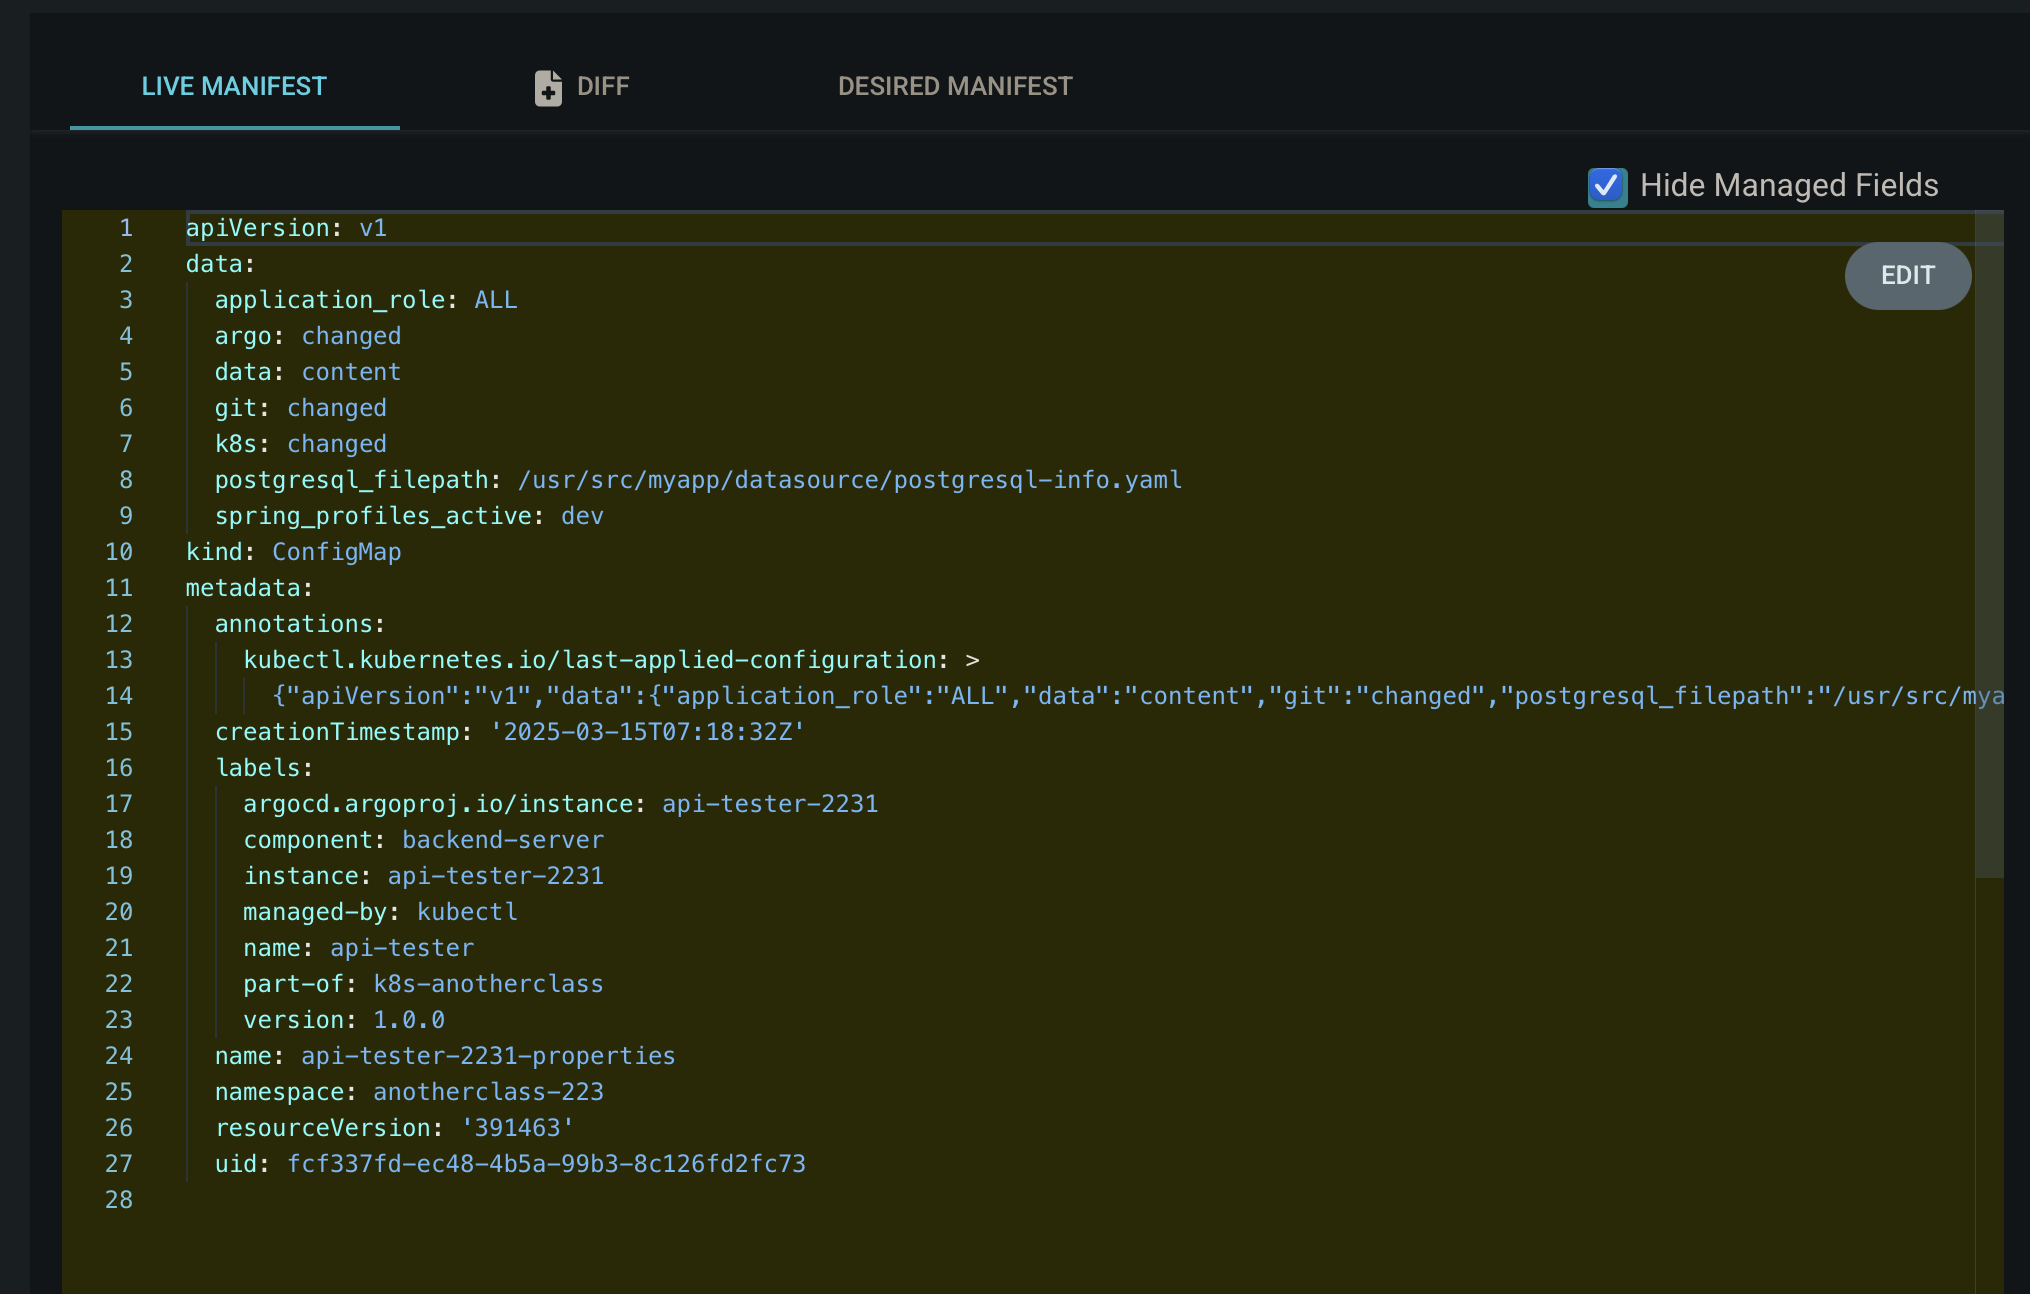 LIVE MANIFEST
DIFF
DESIRED MANIFEST
Hide Managed Fields
EDIT
1 apiVersion: v1
2 data:
3   application_role: ALL
4   argo: changed
5   data: content
6   git: changed
7   k8s: changed
8   postgresql_filepath: /usr/src/myapp/datasource/postgresql-info.yaml
9   spring_profiles_active: dev
10 kind: ConfigMap
11 metadata:
12   annotations:
13     kubectl.kubernetes.io/last-applied-configuration: >
14       {"apiVersion":"v1","data":{"application_role":"ALL","data":"content","git":"changed","postgresql_filepath":"/usr/src/mya
15   creationTimestamp: '2025-03-15T07:18:32Z'
16   labels:
17     argocd.argoproj.io/instance: api-tester-2231
18     component: backend-server
19     instance: api-tester-2231
20     managed-by: kubectl
21     name: api-tester
22     part-of: k8s-anotherclass
23     version: 1.0.0
24   name: api-tester-2231-properties
25   namespace: anotherclass-223
26   resourceVersion: '391463'
27   uid: fcf337fd-ec48-4b5a-99b3-8c126fd2fc73
28